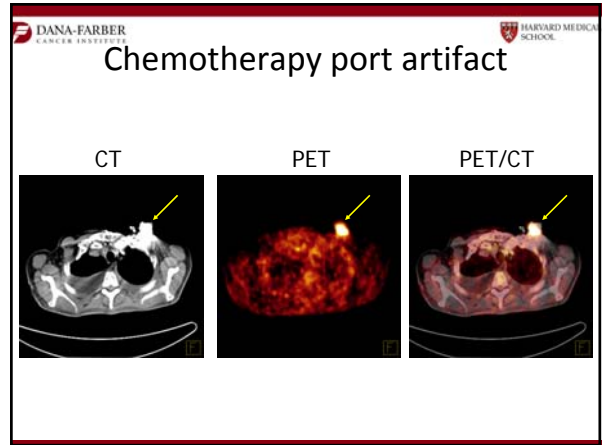 DANA-FARBER
CANCER INSTITUTE
HARVARD MEDICAL
SCHOOL
Chemotherapy port artifact
CT
PET
PET/CT
F
F
F